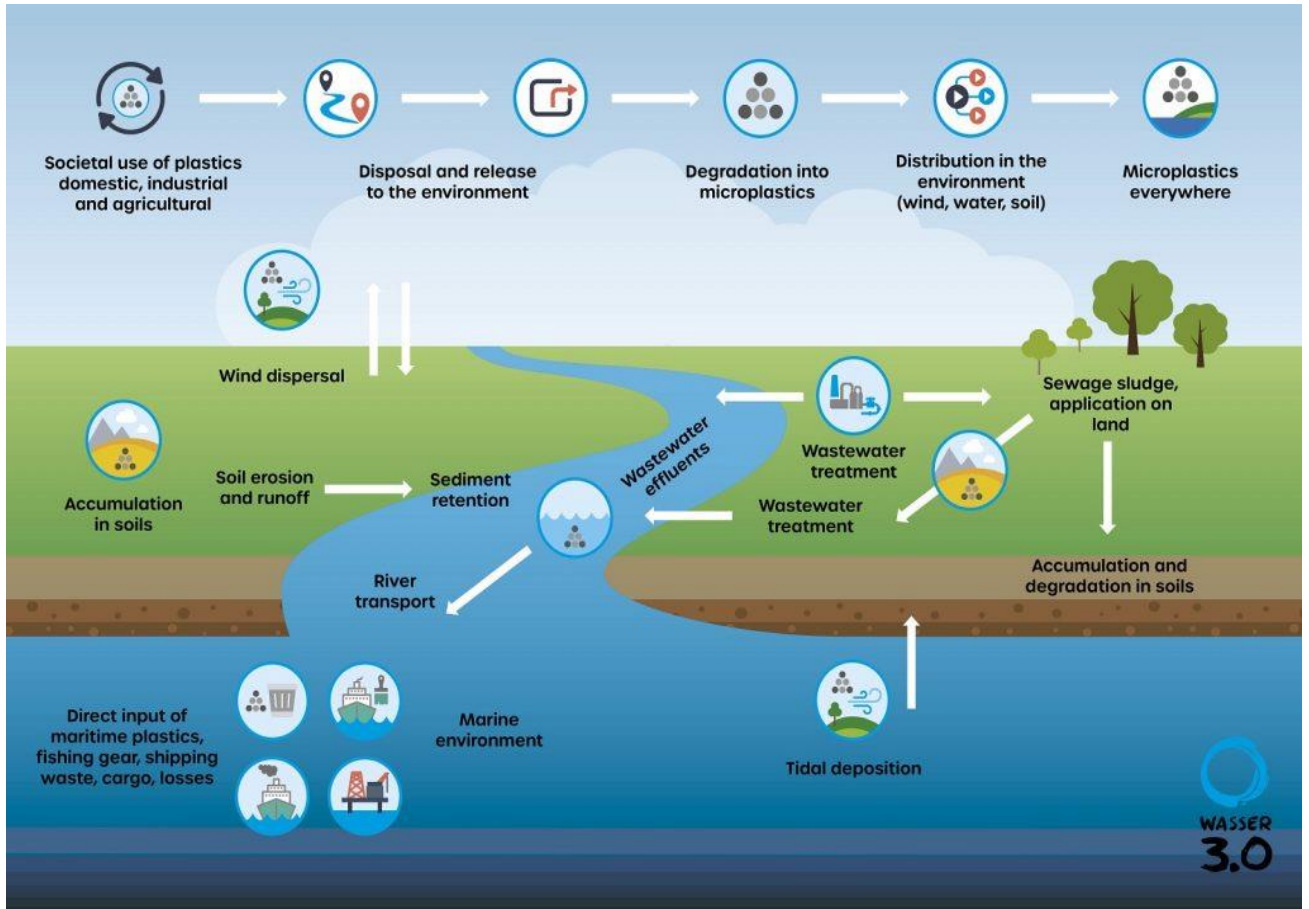 Societal use of plastics
domestic, industrial
and agricultural
Disposal and release
to the environment
Degradation into
microplastics
Distribution in the
environment
(wind, water, soil)
Microplastics
everywhere
Wind dispersal
Sewage sludge,
application on
land
Wastewater
treatment
Wastewater
effluents
Accumulation
in soils
Soil erosion
and runoff
Sediment
retention
Wastewater
treatment
Accumulation and
degradation in soils
River
transport
Direct input of
maritime plastics,
fishing gear, shipping
waste, cargo, losses
Marine
environment
Tidal deposition
WASSER
3.0